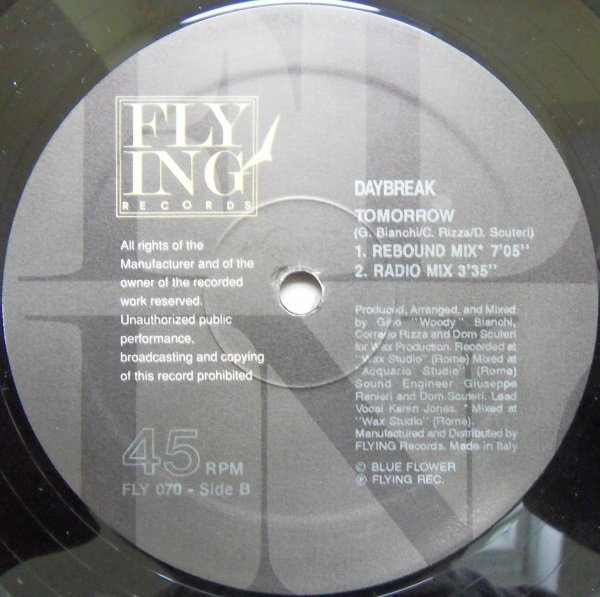 FLY
ING
RECORDS
All rights of the
Manufacturer and of the
owner of the recorded
work reserved.
Unauthorized public
performance.
broadcasting and copying
of this record prohibited
45 RPM
FLY 070 - Side B
DAYBREAK
TOMORROW
(G. Bianchi/C. Rizza/D. Scuteri)
1. REBOUND MIX* 7'05''
2. RADIO MIX 3'35''
Produced, Arranged, and Mixed
by Gino "Woody" Bianchi,
Corrado Rizza and Dom Scuteri
for Wax Production. Recorded at
"Wax Studio" (Rome) Mixed at
"Acquario Studio" (Rome)
Sound Engineer Giuseppe
Ranieri and Dom Scuteri. Lead
Vocal Karen Jones. * Mixed at
"Wax Studio" (Rome).
Manufactured and Distributed by
FLYING Records. Made in Italy
© BLUE FLOWER
℗ FLYING REC.